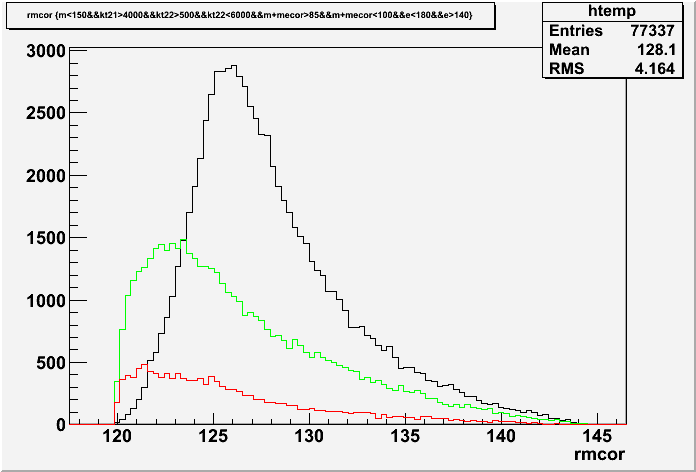 rmcor {m<150&&kt21>4000&&kt22>500&&kt22<6000&&m+mecor>85&&m+mecor<100&&e<180&&e>140}
htemp
Entries 77337
Mean 128.1
RMS 4.164
3000
2500
2000
1500
1000
500
0
120 125 130 135 140 145
rmcor